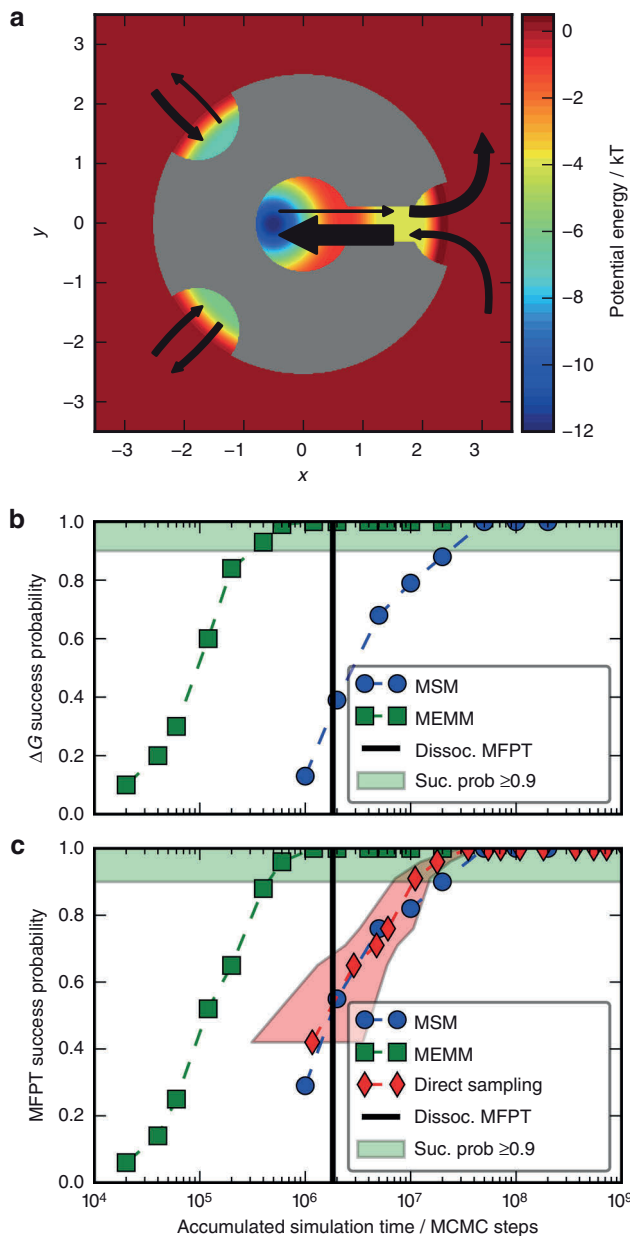 a
3
2
1
0
−1
−2
−3
y
−3
−2
−1
0
1
2
3
x
0
−2
−4
−6
−8
−10
−12
Potential energy / kT
b
1.0
0.8
0.6
0.4
0.2
0.0
ΔG success probability
MSM
MEMM
Dissoc. MFPT
Suc. prob ≥0.9
c
1.0
0.8
0.6
0.4
0.2
0.0
MFPT success probability
MSM
MEMM
Direct sampling
Dissoc. MFPT
Suc. prob ≥0.9
10⁴
10⁵
10⁶
10⁷
10⁸
10⁹
Accumulated simulation time / MCMC steps